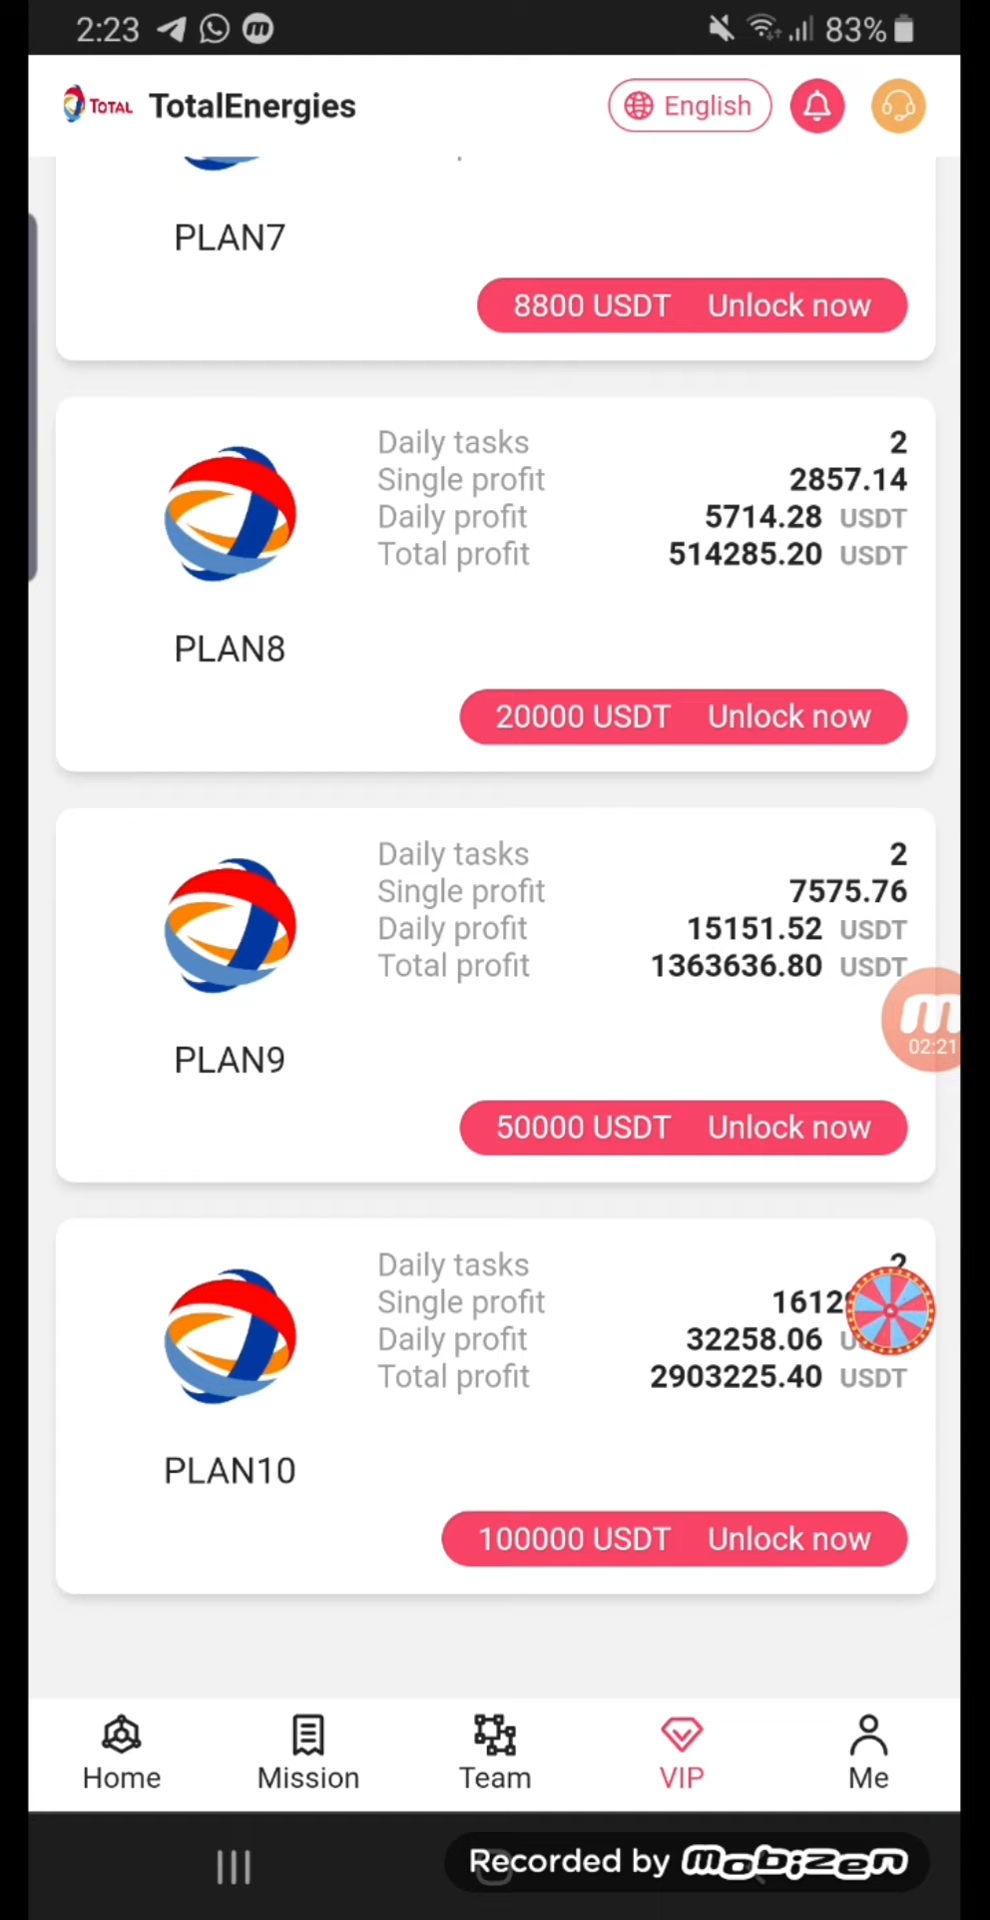 2:23
83%
TOTAL TotalEnergies English
PLAN7
8800 USDT Unlock now
Daily tasks 2
Single profit 2857.14
Daily profit 5714.28 USDT
Total profit 514285.20 USDT
PLAN8
20000 USDT Unlock now
Daily tasks 2
Single profit 7575.76
Daily profit 15151.52 USDT
Total profit 1363636.80 USDT
02:21
PLAN9
50000 USDT Unlock now
Daily tasks 2
Single profit 1612
Daily profit 32258.06
Total profit 2903225.40 USDT
PLAN10
100000 USDT Unlock now
Home Mission Team VIP Me
Recorded by mobizen